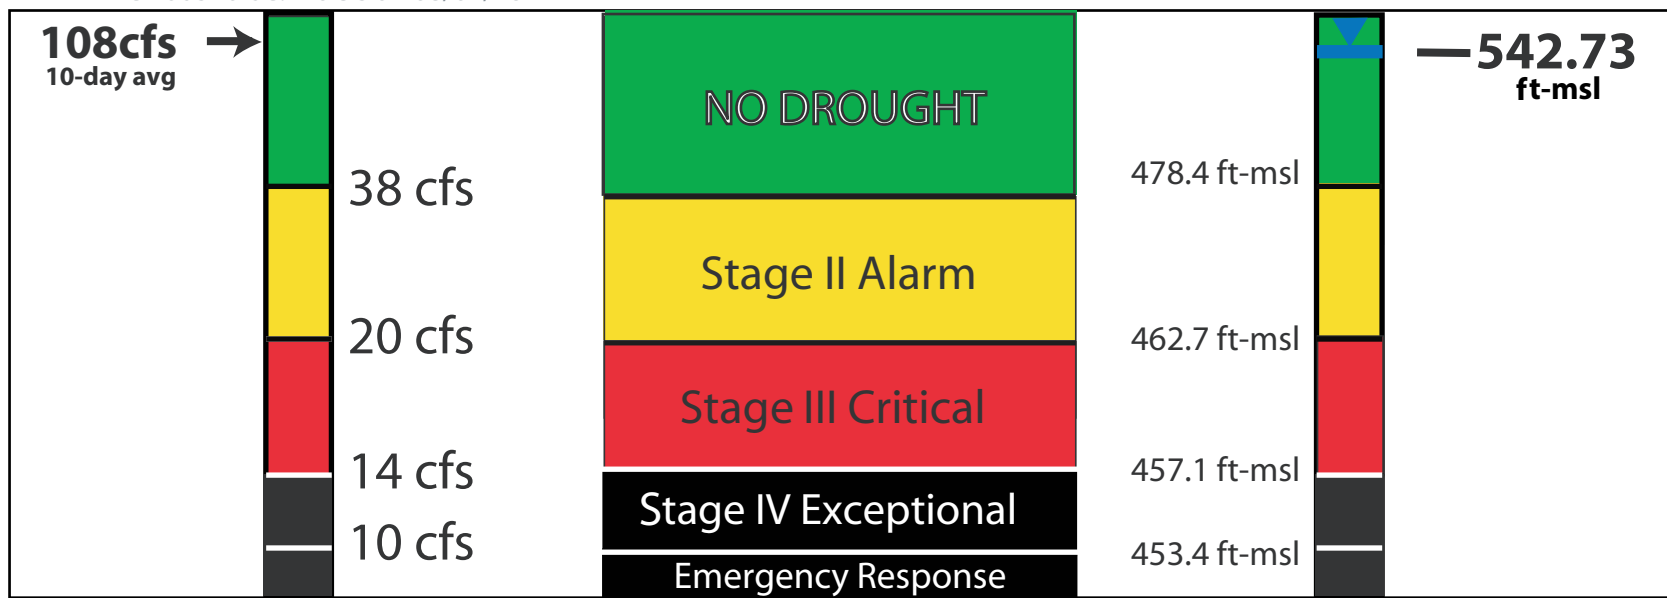 108cfs
10-day avg
38 cfs
20 cfs
14 cfs
10 cfs
NO DROUGHT
Stage II Alarm
Stage III Critical
Stage IV Exceptional
Emergency Response
478.4 ft-msl
462.7 ft-msl
457.1 ft-msl
453.4 ft-msl
542.73
ft-msl